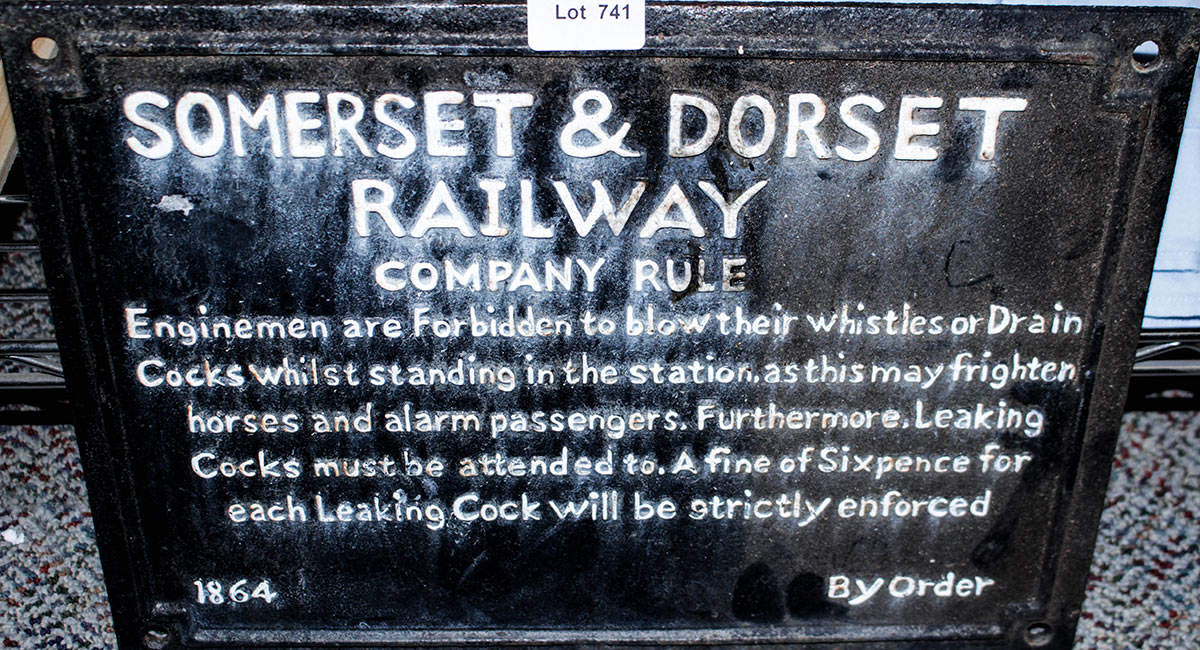 Lot 741
SOMERSET & DORSET
RAILWAY
COMPANY RULE
Enginemen are Forbidden to blow their whistles or Drain
Cocks whilst standing in the station, as this may frighten
horses and alarm passengers. Furthermore, Leaking
Cocks must be attended to. A fine of Sixpence for
each Leaking Cock will be strictly enforced
1864 By Order